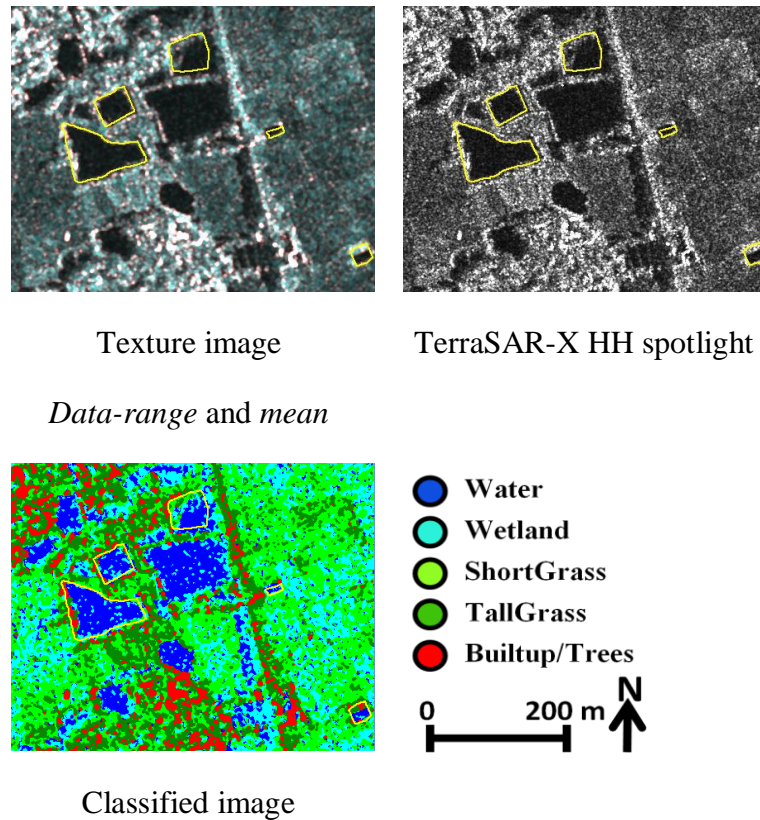 Texture image
TerraSAR-X HH spotlight
Data-range and mean
Water
Wetland
ShortGrass
TallGrass
Builtup/Trees
0 200 m N
Classified image